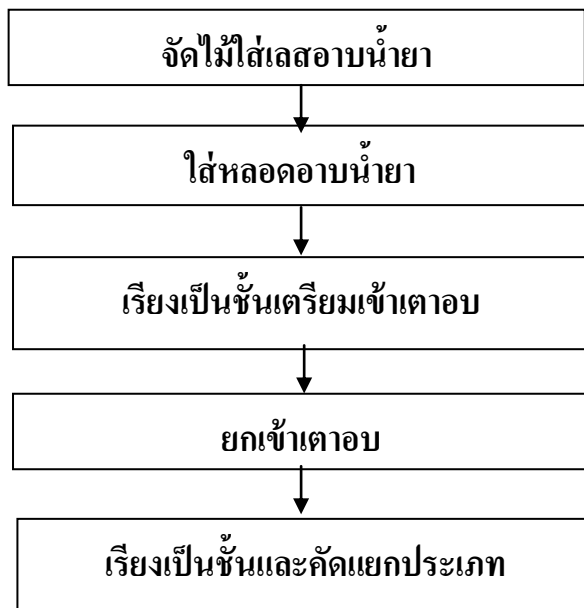 จัดไม้ใส่เลสอาบน้ำยา
ใส่หลอดอาบน้ำยา
เรียงเป็นชั้นเตรียมเข้าเตาอบ
ยกเข้าเตาอบ
เรียงเป็นชั้นและคัดแยกประเภท